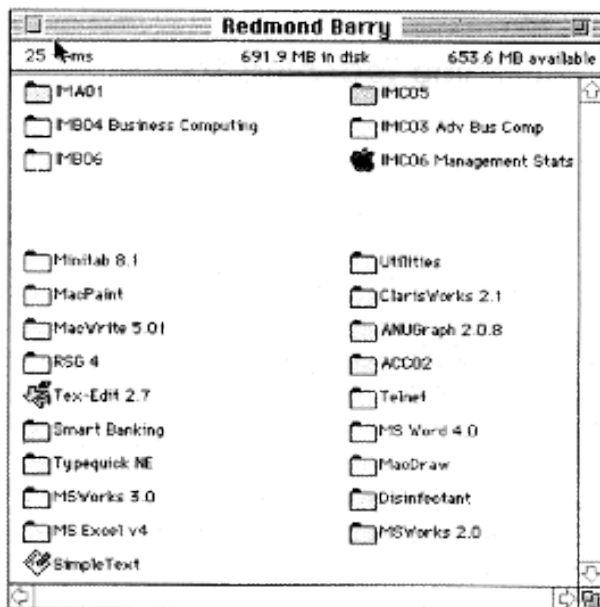 Redmond Barry
25 items 691.9 MB in disk 653.6 MB available
IMA01 IMC05
IMB04 Business Computing IMC03 Adv Bus Comp
IMB06 IMC06 Management Stats
Minitab 8.1 Utilities
MacPaint ClarisWorks 2.1
MacWrite 5.01 ANUGraph 2.0.8
RSG 4 ACC02
Tex-Edit 2.7 Telnet
Smart Banking MS Word 4.0
Typequick NE MacDraw
MSWorks 3.0 Disinfectant
MS Excel v4 MSWorks 2.0
SimpleText